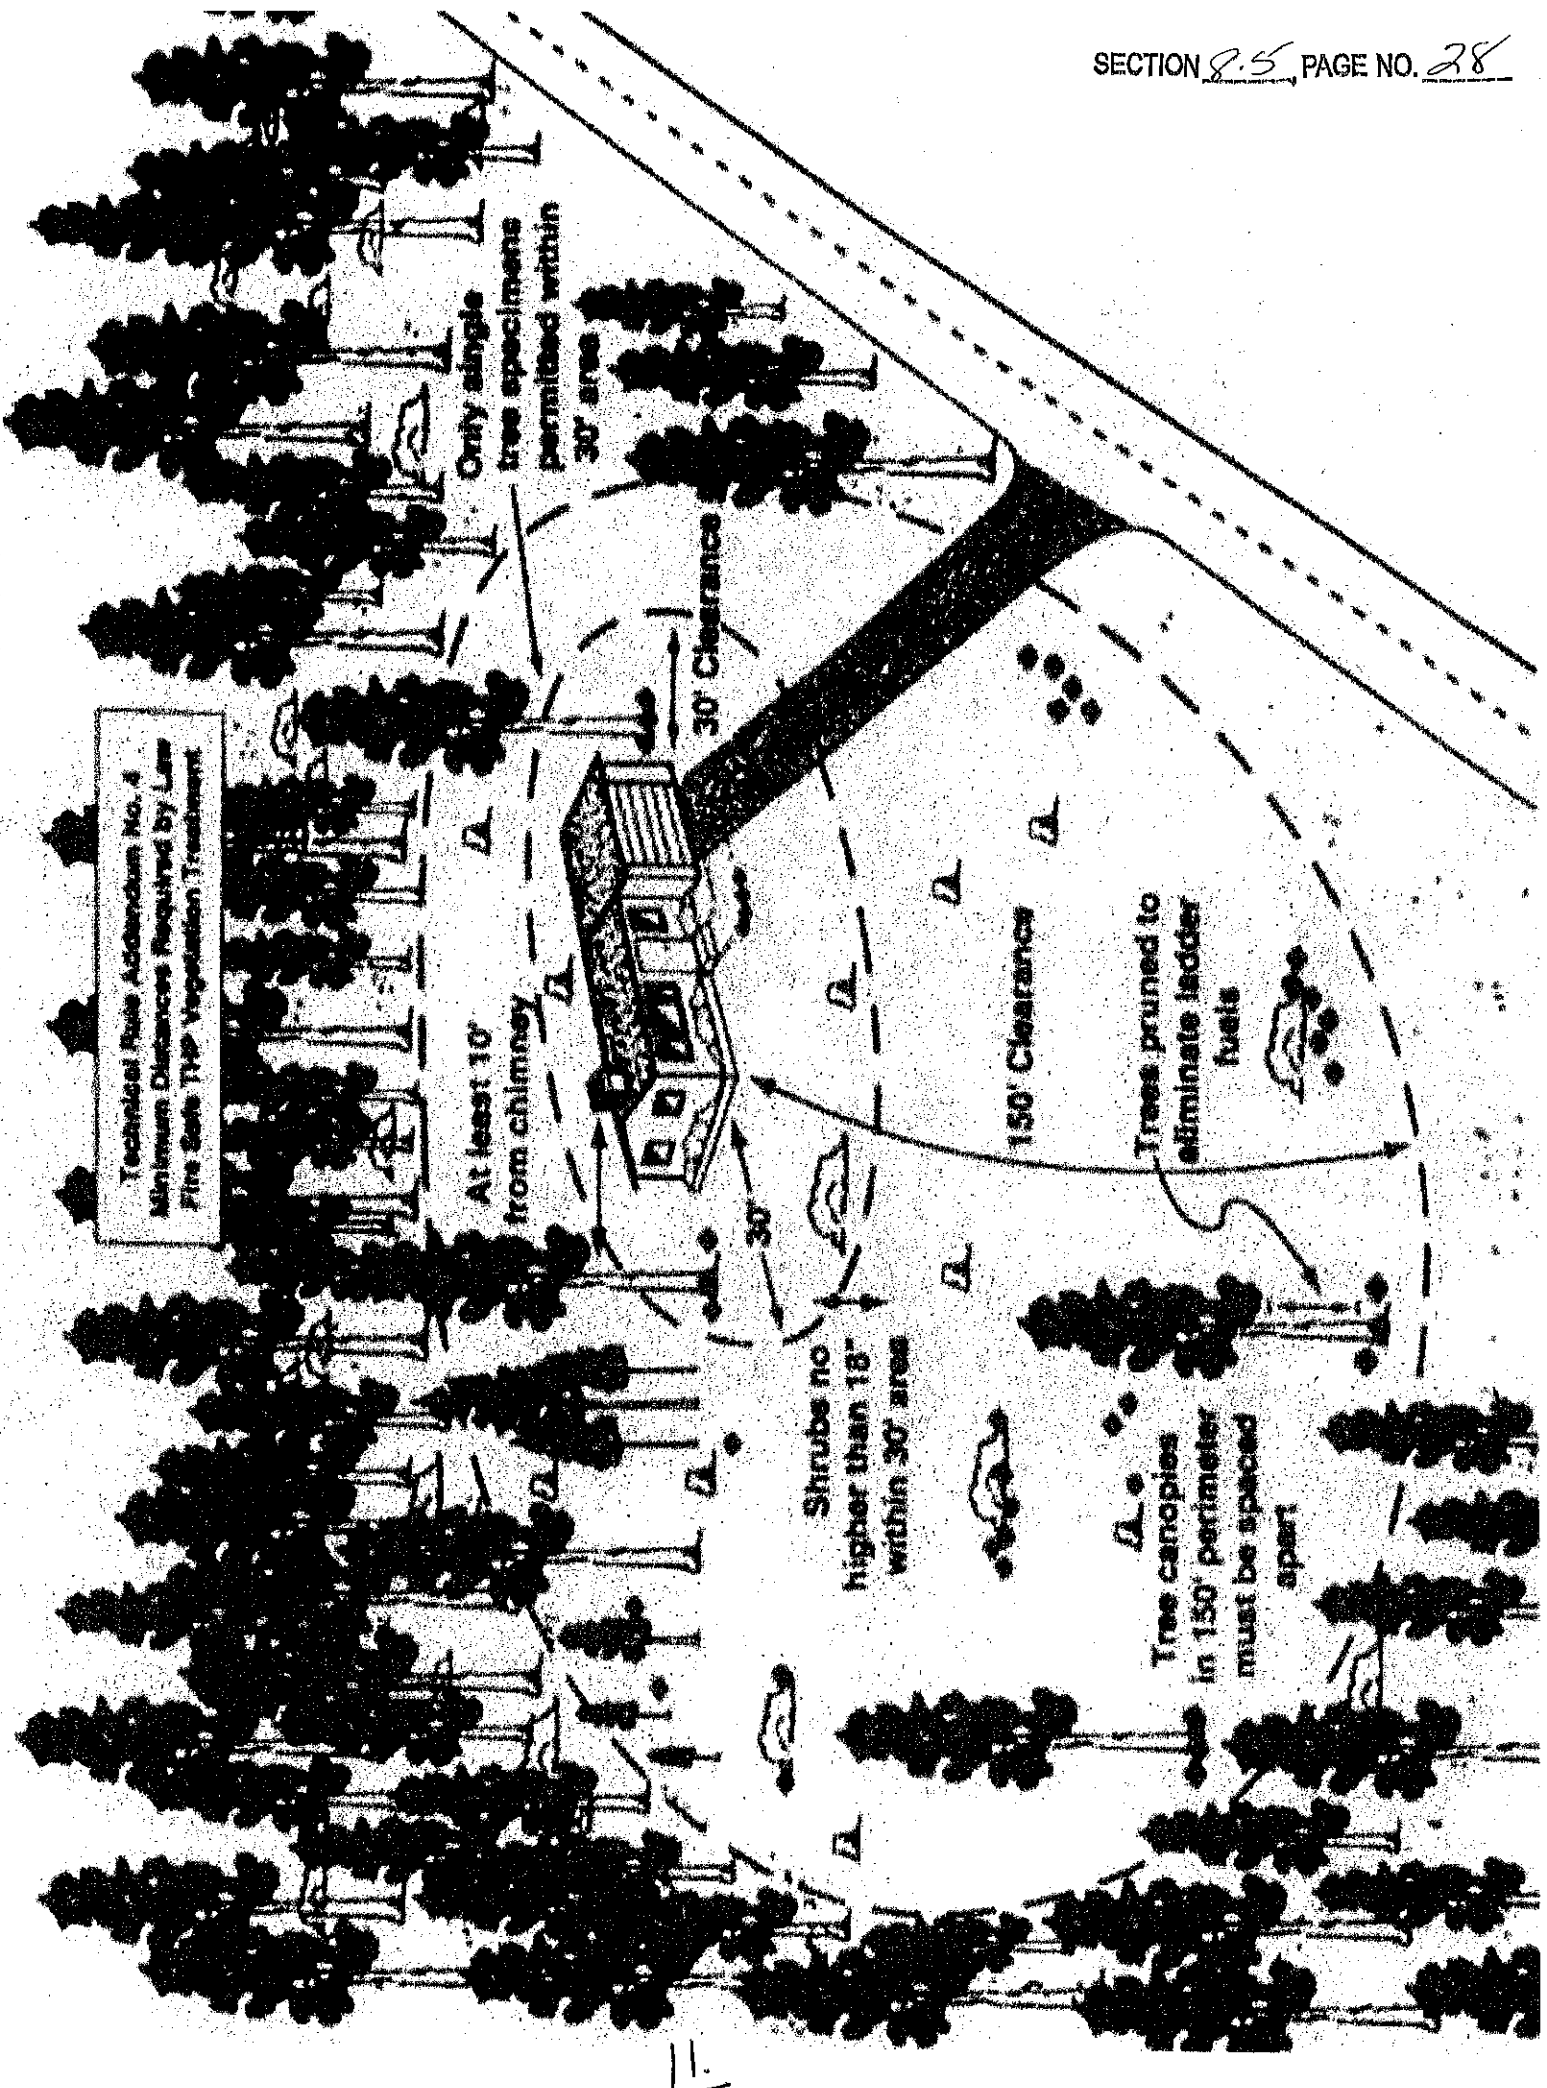 SECTION 8.5, PAGE NO. 28
Technical Rule Addendum No. 4
Minimum Distances Required by Law
Fire Safe THP Vegetation Treatment
Only single
tree specimens
permitted within
30' area
At least 10'
from chimney
30' Clearance
30'
Shrubs no
higher than 18"
within 30' area
150' Clearance
Trees pruned to
eliminate ladder
fuels
Tree canopies
in 150' perimeter
must be spaced
apart
11.